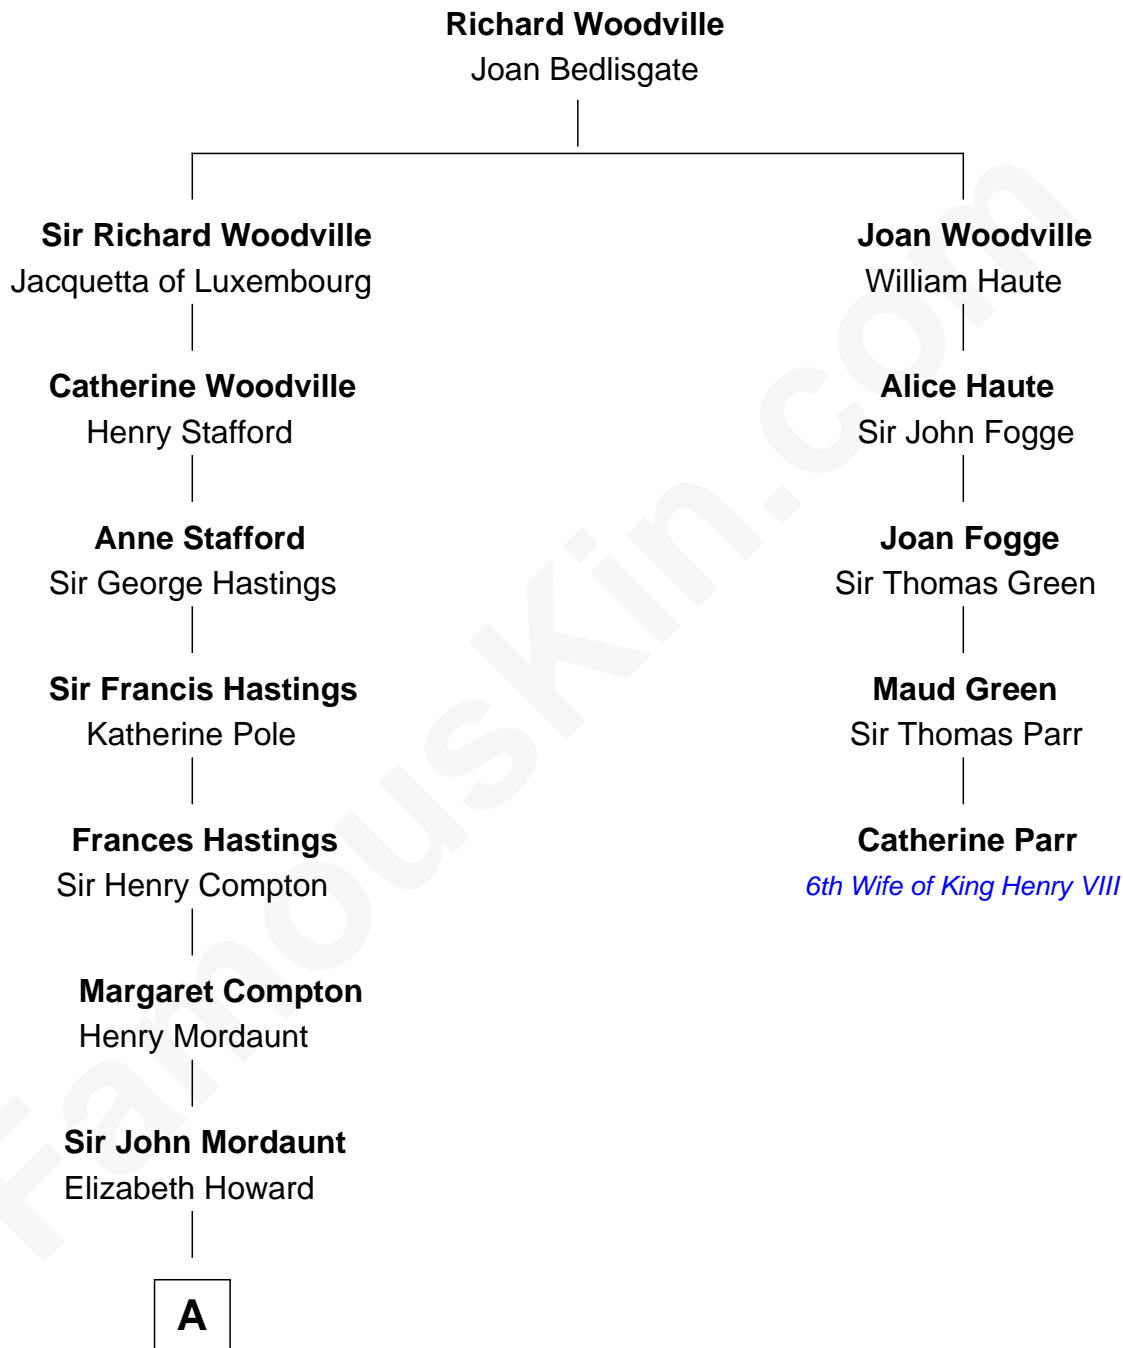 Richard Woodville
Joan Bedlisgate
Sir Richard Woodville
Jacquetta of Luxembourg
Joan Woodville
William Haute
Catherine Woodville
Henry Stafford
Alice Haute
Sir John Fogge
Anne Stafford
Sir George Hastings
Joan Fogge
Sir Thomas Green
Sir Francis Hastings
Katherine Pole
Maud Green
Sir Thomas Parr
Frances Hastings
Sir Henry Compton
Catherine Parr
6th Wife of King Henry VIII
Margaret Compton
Henry Mordaunt
Sir John Mordaunt
Elizabeth Howard
A
FamousKin.com